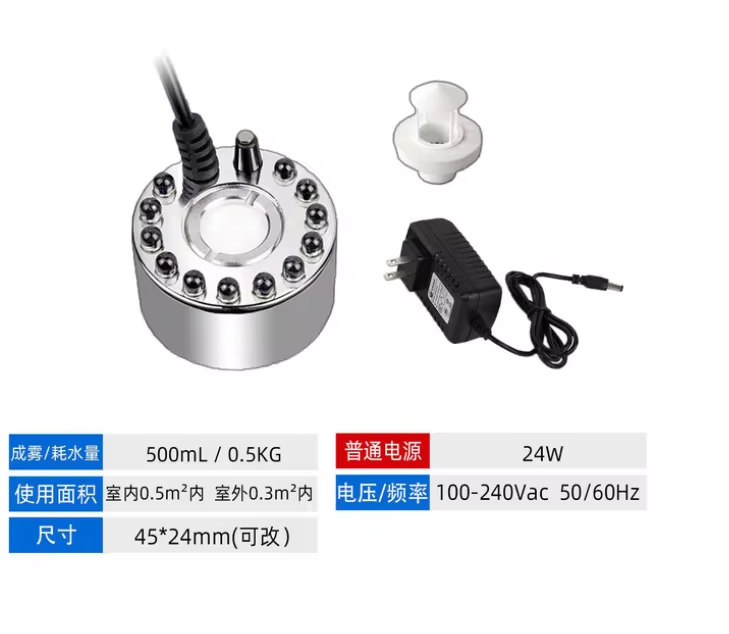 成雾/耗水量 500mL / 0.5KG
使用面积 室内0.5m²内 室外0.3m²内
尺寸 45*24mm(可改)
普通电源 24W
电压/频率 100-240Vac 50/60Hz